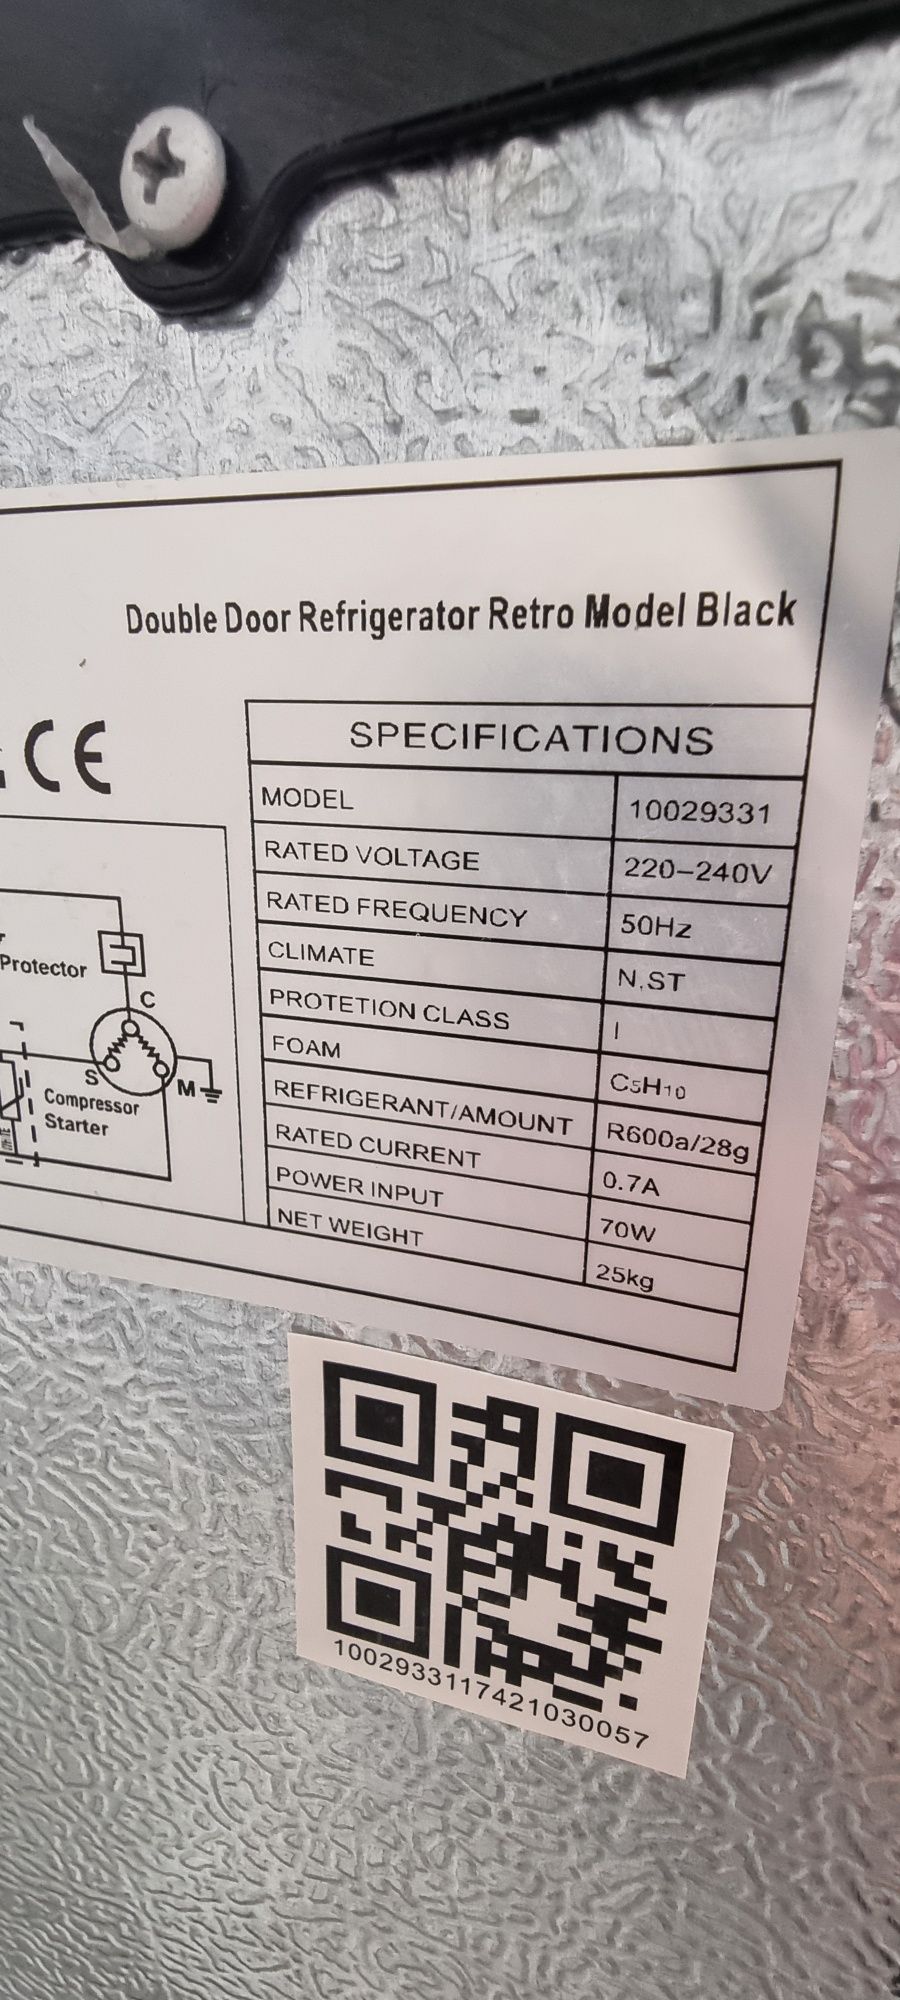 Double Door Refrigerator Retro Model Black
CE
SPECIFICATIONS
MODEL 10029331
RATED VOLTAGE 220-240V
RATED FREQUENCY 50Hz
CLIMATE N,ST
PROTETION CLASS I
FOAM C5H10
REFRIGERANT/AMOUNT R600a/28g
RATED CURRENT 0.7A
POWER INPUT 70W
NET WEIGHT 25kg
Protector
C
S
M
Compressor
Starter
1002933117421030057